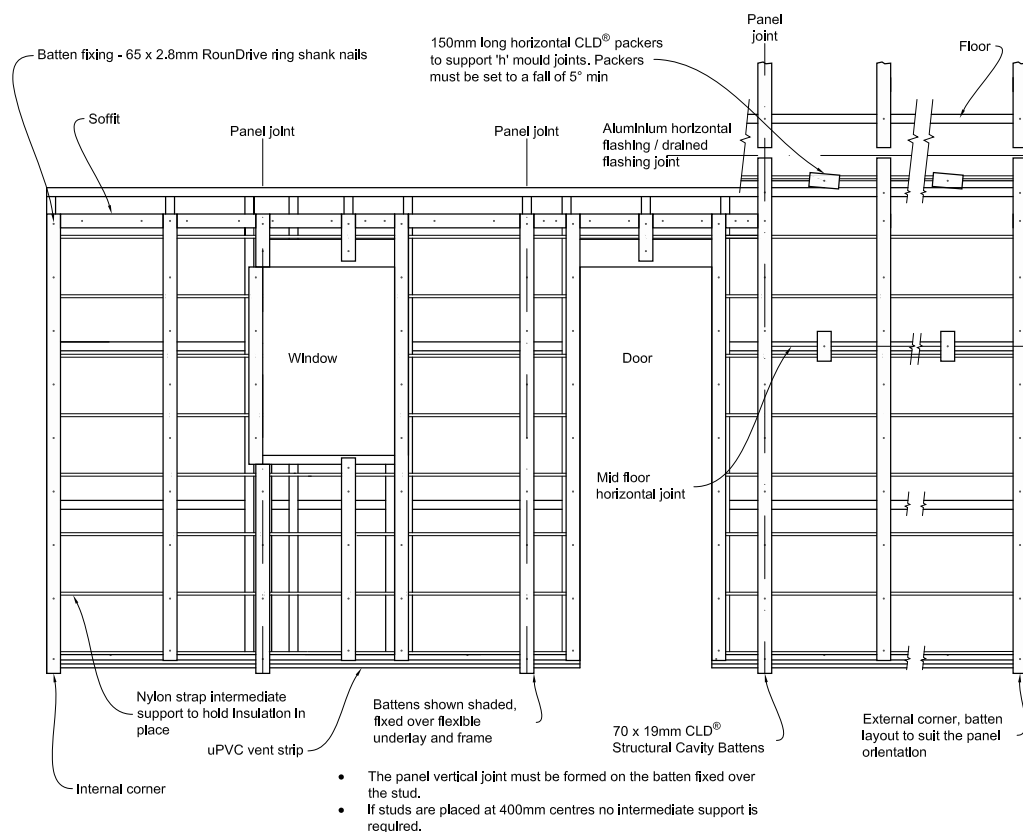 Batten fixing - 65 x 2.8mm RounDrive ring shank nails
150mm long horizontal CLD® packers
to support 'h' mould joints. Packers
must be set to a fall of 5° min
Panel
joint
Floor
Soffit
Panel joint
Panel joint
Aluminium horizontal
flashing / drained
flashing joint
Window
Door
Mid floor
horizontal joint
Nylon strap intermediate
support to hold insulation in
place
uPVC vent strip
Battens shown shaded,
fixed over flexible
underlay and frame
70 x 19mm CLD®
Structural Cavity Battens
External corner, batten
layout to suit the panel
orientation
Internal corner
• The panel vertical joint must be formed on the batten fixed over
the stud.
• If studs are placed at 400mm centres no intermediate support is
required.